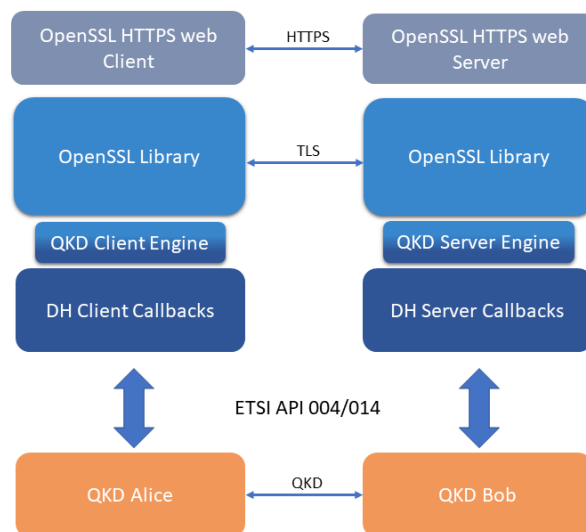 OpenSSL HTTPS web
Client
HTTPS
OpenSSL HTTPS web
Server
OpenSSL Library
TLS
OpenSSL Library
QKD Client Engine
QKD Server Engine
DH Client Callbacks
DH Server Callbacks
ETSI API 004/014
QKD Alice
QKD
QKD Bob